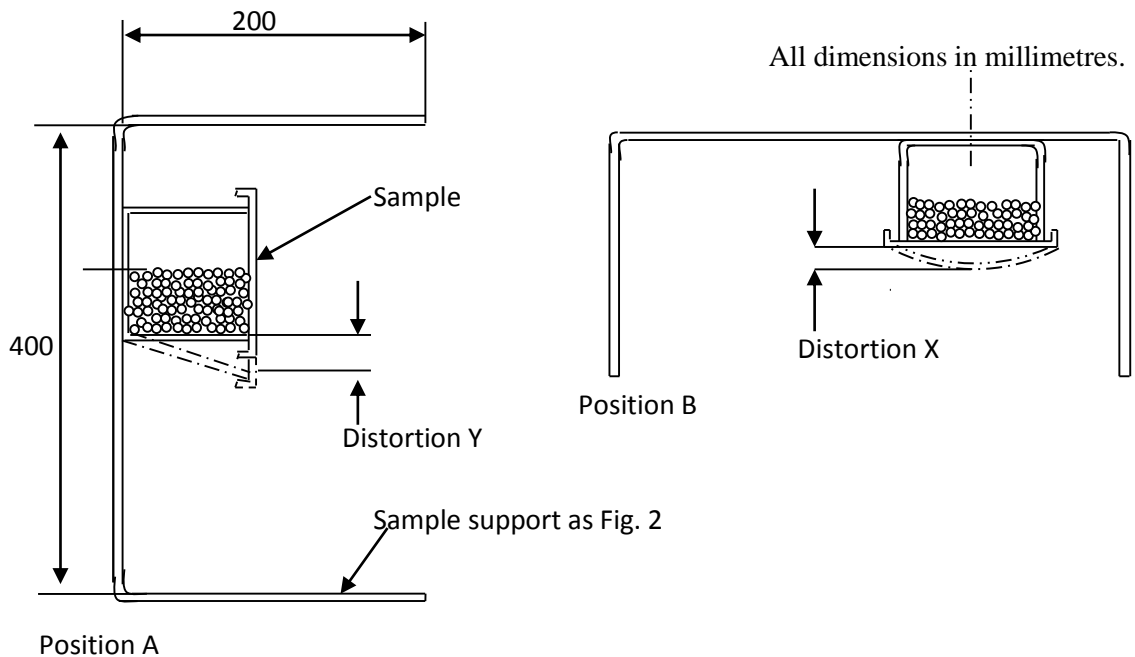 200
All dimensions in millimetres.
Sample
400
Distortion X
Position B
Distortion Y
Sample support as Fig. 2
Position A